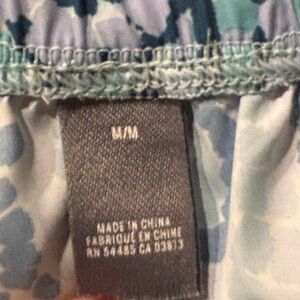 M/M
MADE IN CHINA
FABRIQUÉ EN CHINE
RN 54485 CA 03873